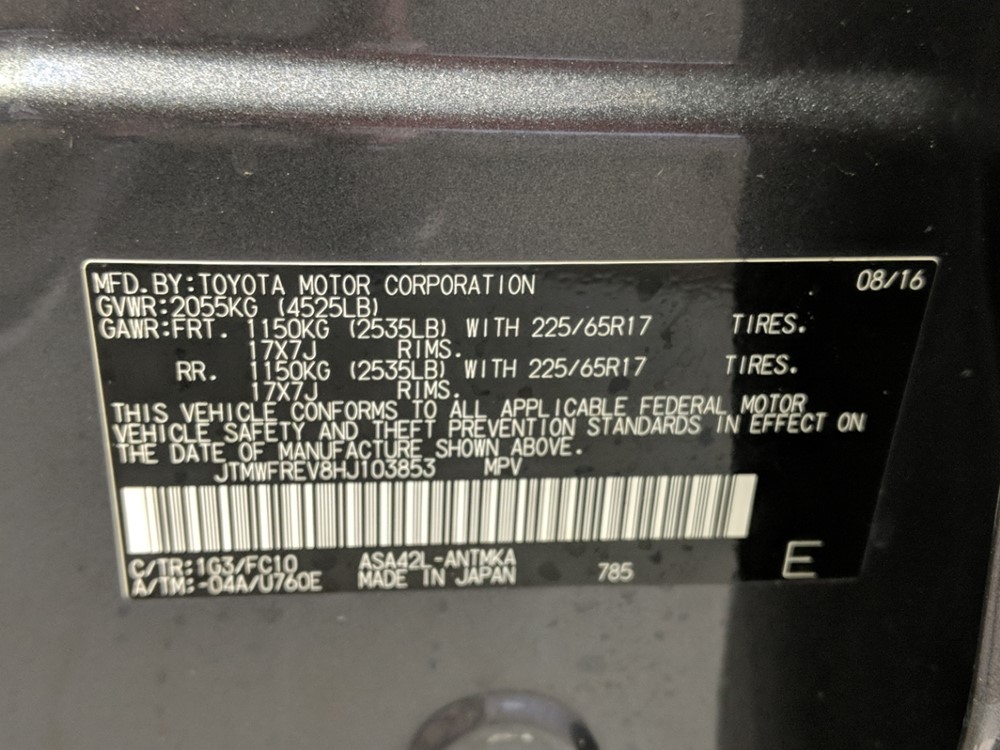 MFD.BY:TOYOTA MOTOR CORPORATION 08/16
GVWR:2055KG (4525LB)
GAWR:FRT. 1150KG (2535LB) WITH 225/65R17 TIRES.
17X7J RIMS.
RR. 1150KG (2535LB) WITH 225/65R17 TIRES.
17X7J RIMS.
THIS VEHICLE CONFORMS TO ALL APPLICABLE FEDERAL MOTOR
VEHICLE SAFETY AND THEFT PREVENTION STANDARDS IN EFFECT ON
THE DATE OF MANUFACTURE SHOWN ABOVE.
JTMWFREV8HJ103853 MPV
C/TR:1G3/FC10 ASA42L-ANTMKA 785 E
A/TM:-04A/U760E MADE IN JAPAN